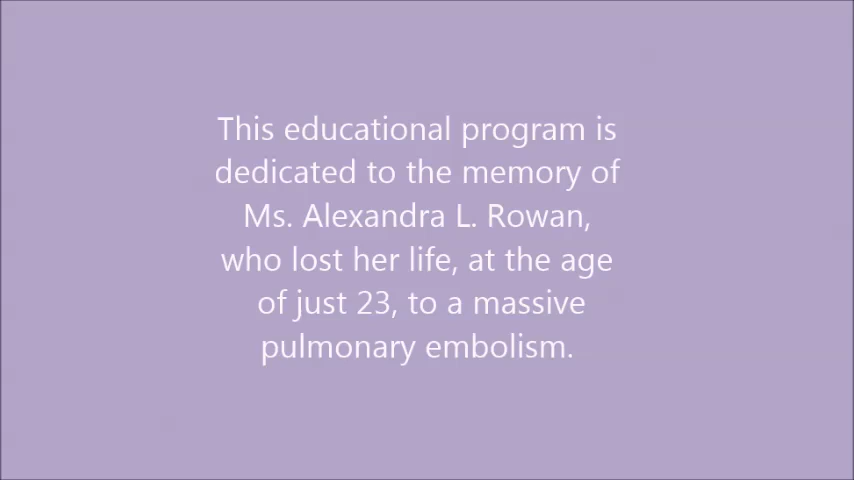 This educational program is
dedicated to the memory of
Ms. Alexandra L. Rowan,
who lost her life, at the age
of just 23, to a massive
pulmonary embolism.